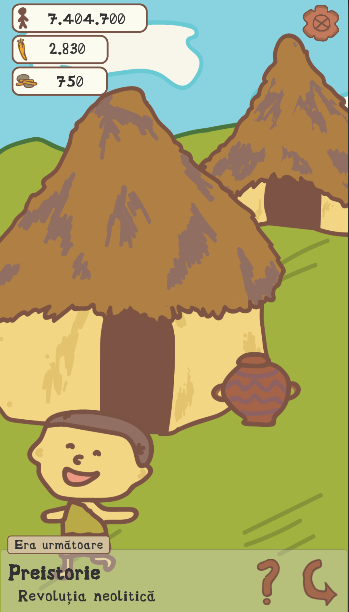 7.404.700
2.830
750
Era următoare
Preistorie
Revoluția neolitică
?